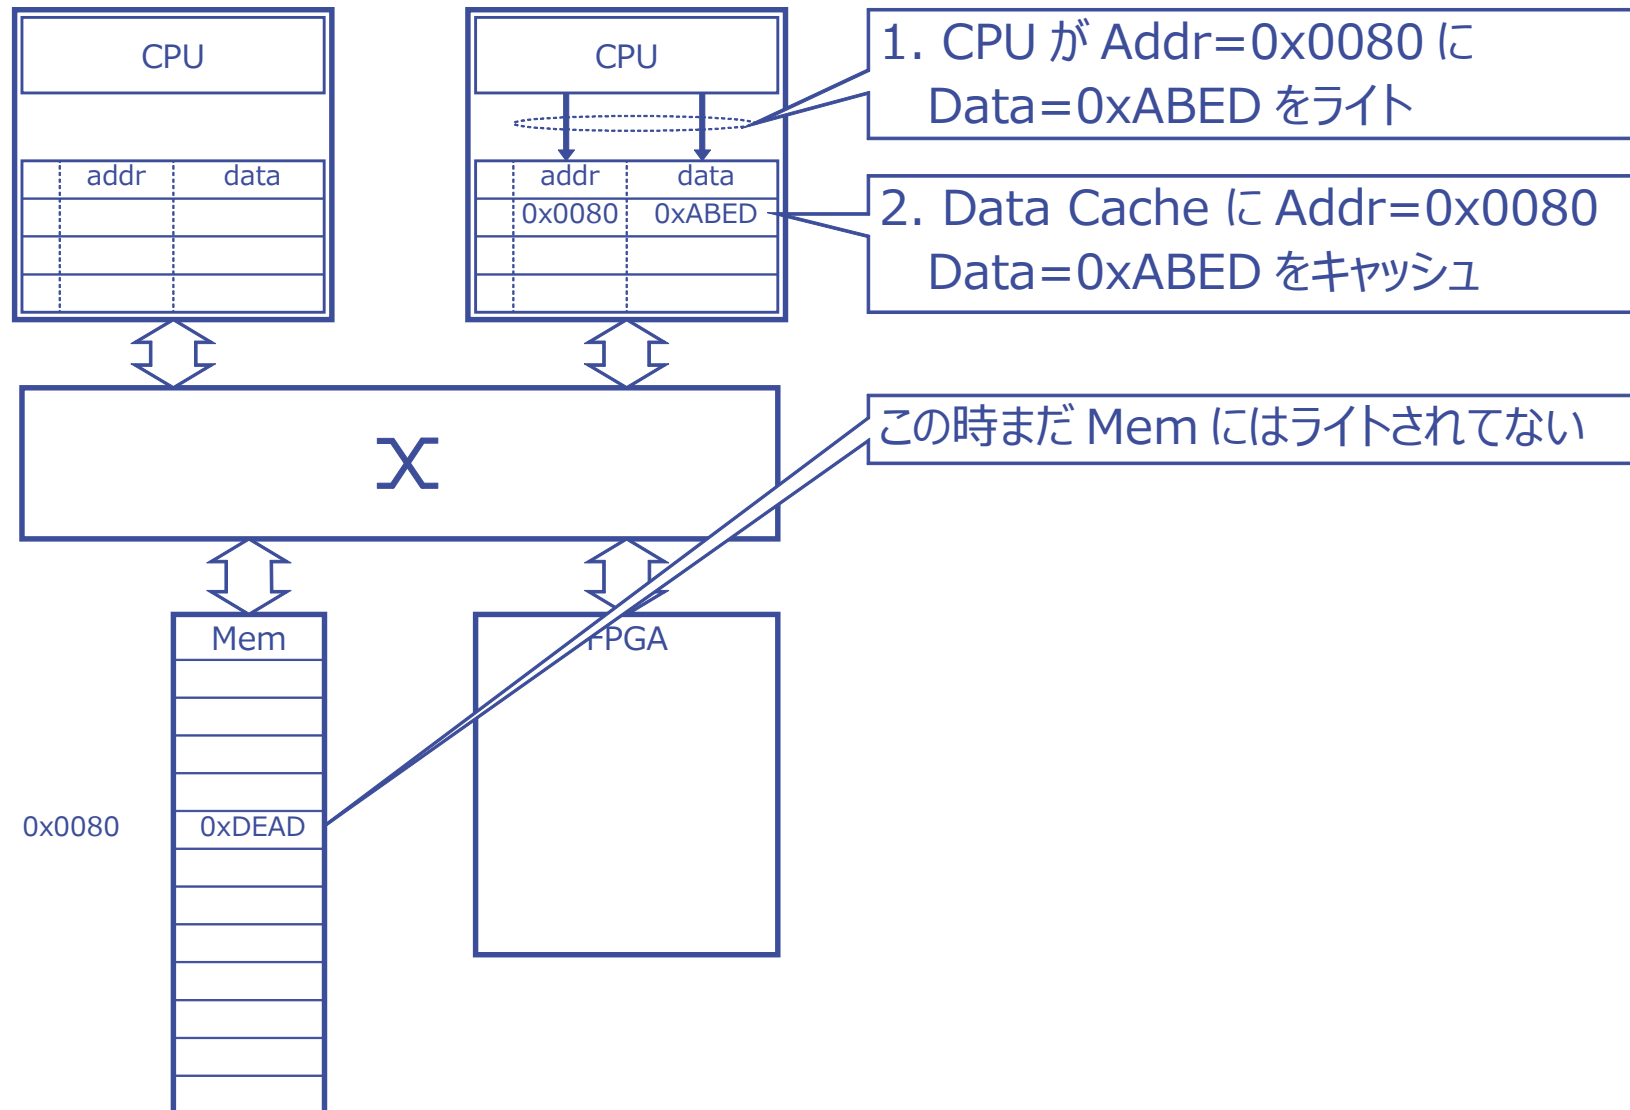 CPU
addr data
CPU
addr data
0x0080 0xABED
1. CPU が Addr=0x0080 に
Data=0xABED をライト
2. Data Cache に Addr=0x0080
Data=0xABED をキャッシュ
この時まだ Mem にはライトされてない
Mem
FPGA
0x0080 0xDEAD